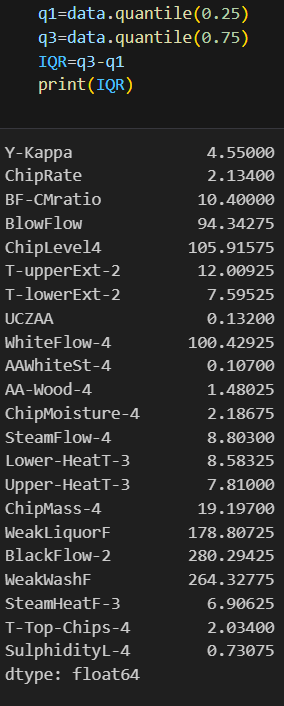 q1=data.quantile(0.25)
q3=data.quantile(0.75)
IQR=q3-q1
print(IQR)
Y-Kappa 4.55000
ChipRate 2.13400
BF-CMratio 10.40000
BlowFlow 94.34275
ChipLevel4 105.91575
T-upperExt-2 12.00925
T-lowerExt-2 7.59525
UCZAA 0.13200
WhiteFlow-4 100.42925
AAWhiteSt-4 0.10700
AA-Wood-4 1.48025
ChipMoisture-4 2.18675
SteamFlow-4 8.80300
Lower-HeatT-3 8.58325
Upper-HeatT-3 7.81000
ChipMass-4 19.19700
WeakLiquorF 178.80725
BlackFlow-2 280.29425
WeakWashF 264.32775
SteamHeatF-3 6.90625
T-Top-Chips-4 2.03400
SulphidityL-4 0.73075
dtype: float64